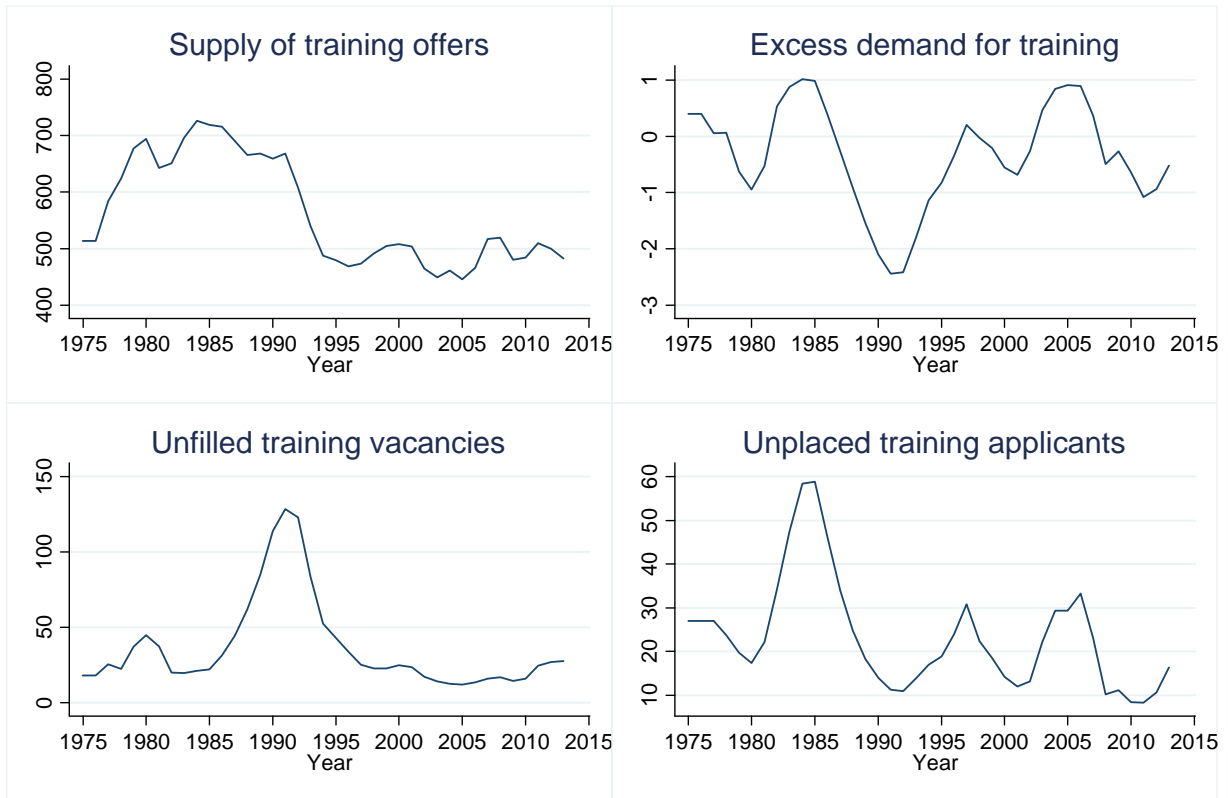 Supply of training offers
800
700
600
500
400
1975 1980 1985 1990 1995 2000 2005 2010 2015
Year
Excess demand for training
1
0
-1
-2
-3
1975 1980 1985 1990 1995 2000 2005 2010 2015
Year
Unfilled training vacancies
150
100
50
0
1975 1980 1985 1990 1995 2000 2005 2010 2015
Year
Unplaced training applicants
60
50
40
30
20
10
1975 1980 1985 1990 1995 2000 2005 2010 2015
Year